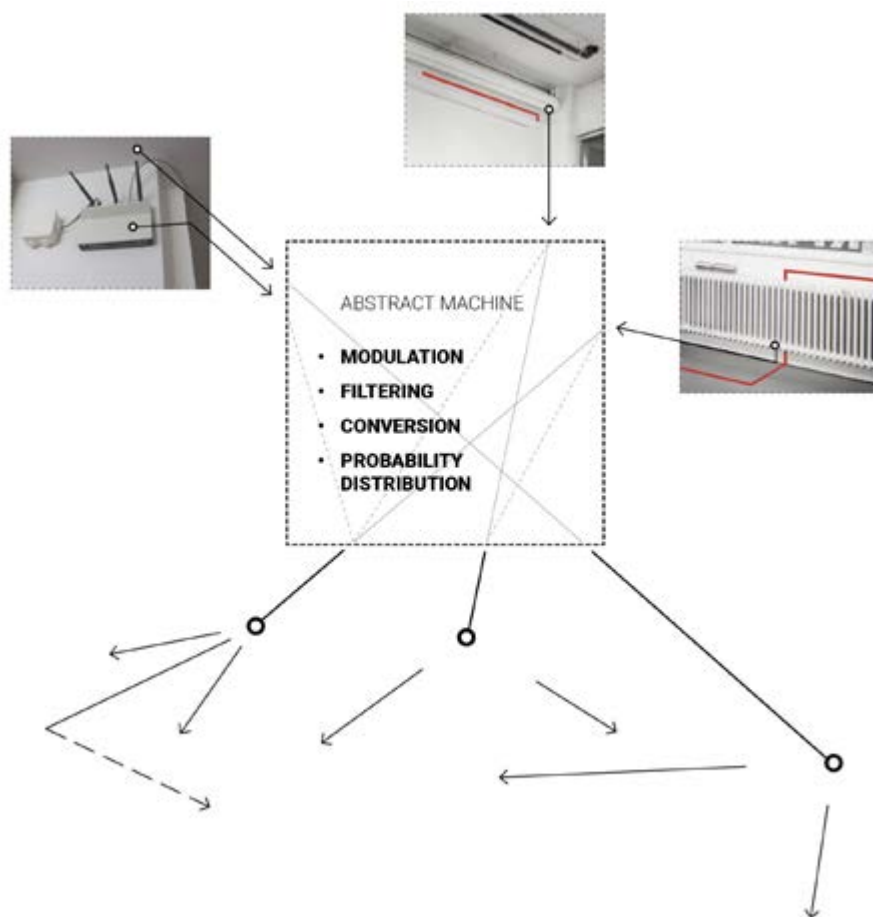 ABSTRACT MACHINE
• MODULATION
• FILTERING
• CONVERSION
• PROBABILITY
DISTRIBUTION